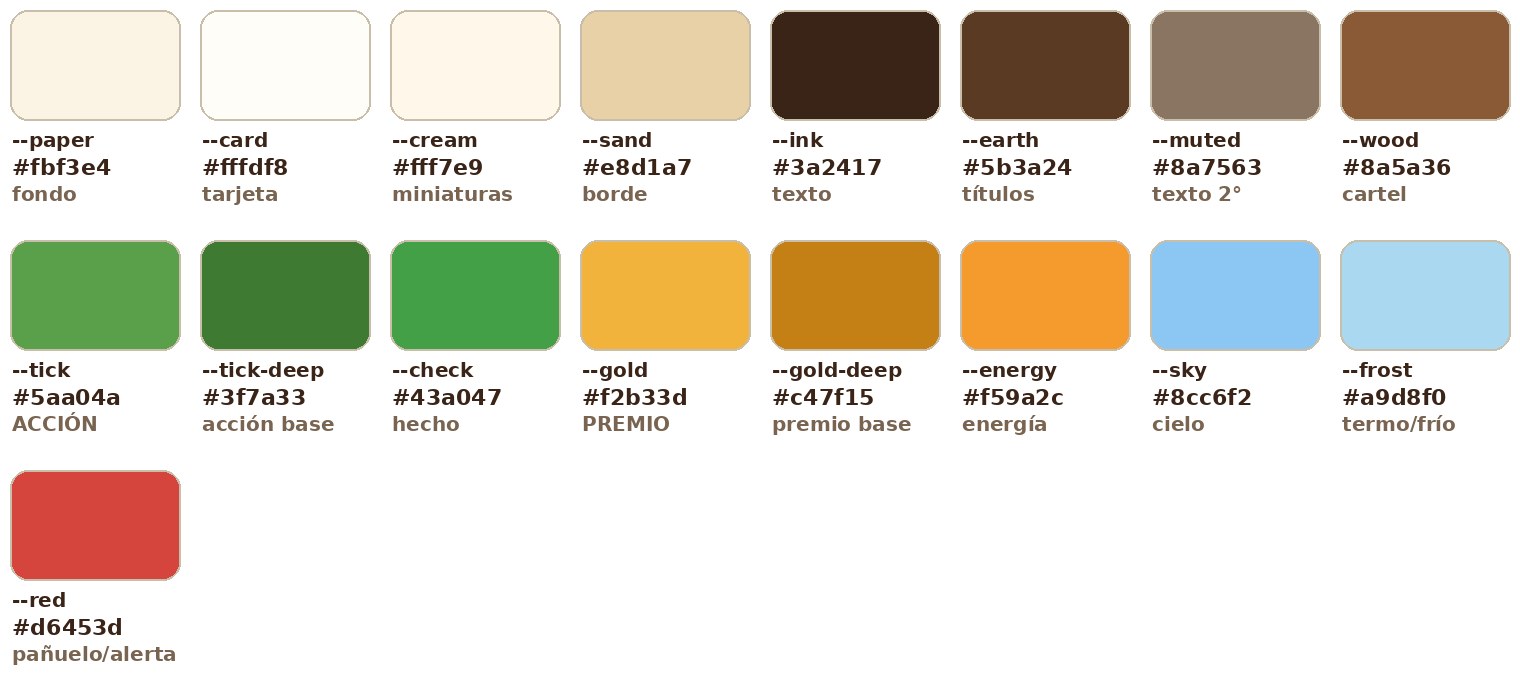 --paper
#fbf3e4
fondo
--card
#fffdf8
tarjeta
--cream
#fff7e9
miniaturas
--sand
#e8d1a7
borde
--ink
#3a2417
texto
--earth
#5b3a24
títulos
--muted
#8a7563
texto 2°
--wood
#8a5a36
cartel
--tick
#5aa04a
ACCIÓN
--tick-deep
#3f7a33
acción base
--check
#43a047
hecho
--gold
#f2b33d
PREMIO
--gold-deep
#c47f15
premio base
--energy
#f59a2c
energía
--sky
#8cc6f2
cielo
--frost
#a9d8f0
termo/frío
--red
#d6453d
pañuelo/alerta